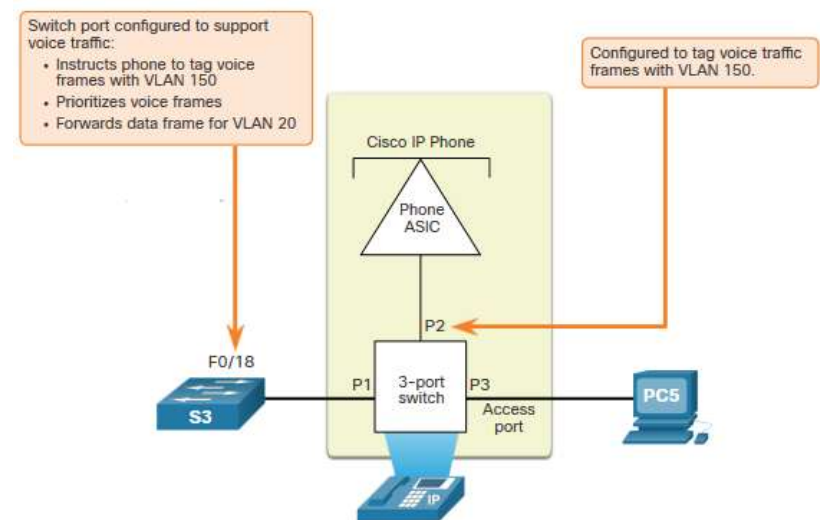 Switch port configured to support
voice traffic:
• Instructs phone to tag voice
frames with VLAN 150
• Prioritizes voice frames
• Forwards data frame for VLAN 20
Configured to tag voice traffic
frames with VLAN 150.
Cisco IP Phone
Phone
ASIC
P2
F0/18
P1
3-port
switch
P3
Access
port
S3
PC5
IP